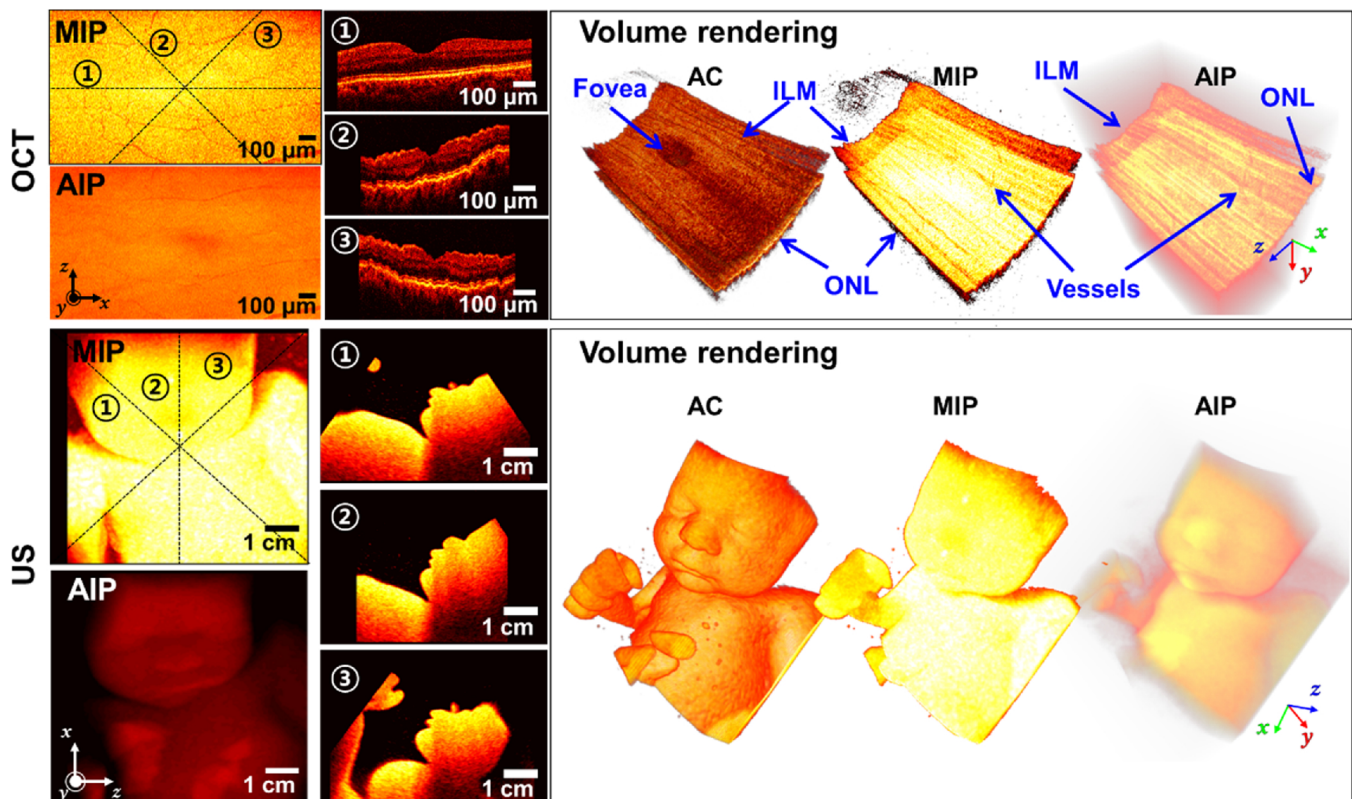 OCT
MIP
①
②
③
100 µm
AIP
z
y
x
100 µm
①
100 µm
②
100 µm
③
100 µm
Volume rendering
AC
MIP
AIP
Fovea
ILM
ILM
ONL
ONL
Vessels
z
x
y
US
MIP
①
②
③
1 cm
AIP
x
y
z
1 cm
①
1 cm
②
1 cm
③
1 cm
Volume rendering
AC
MIP
AIP
z
x
y